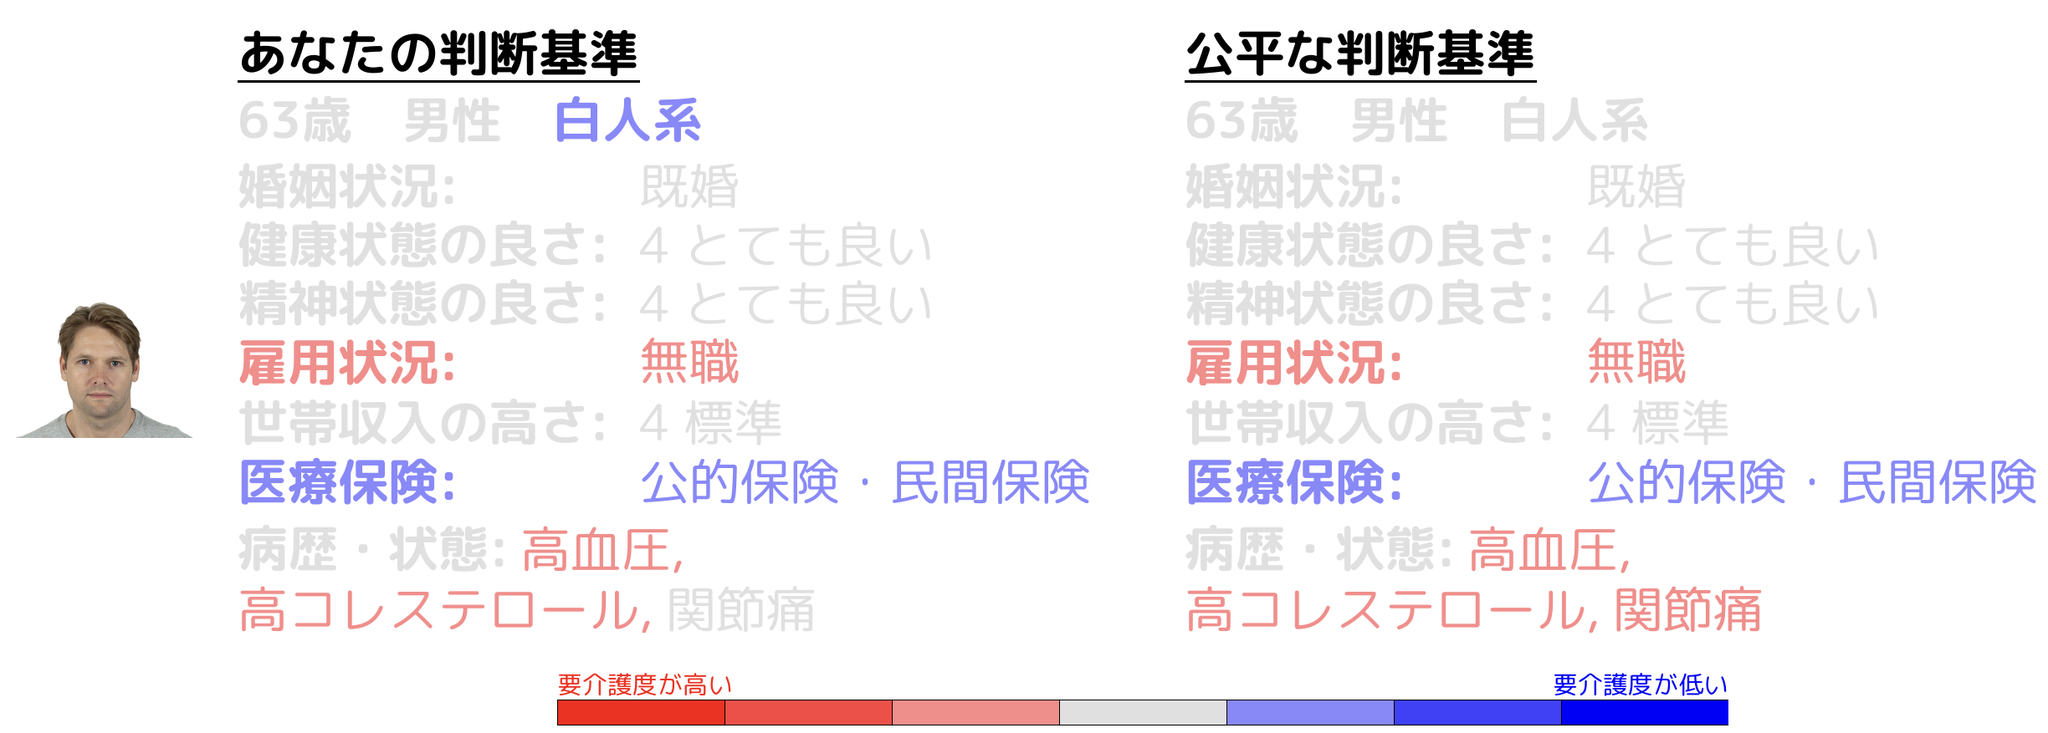 あなたの判断基準
63歳　男性　白人系
婚姻状況: 既婚
健康状態の良さ: 4 とても良い
精神状態の良さ: 4 とても良い
雇用状況: 無職
世帯収入の高さ: 4 標準
医療保険: 公的保険・民間保険
病歴・状態: 高血圧,
高コレステロール, 関節痛
公平な判断基準
63歳　男性　白人系
婚姻状況: 既婚
健康状態の良さ: 4 とても良い
精神状態の良さ: 4 とても良い
雇用状況: 無職
世帯収入の高さ: 4 標準
医療保険: 公的保険・民間保険
病歴・状態: 高血圧,
高コレステロール, 関節痛
要介護度が高い
要介護度が低い